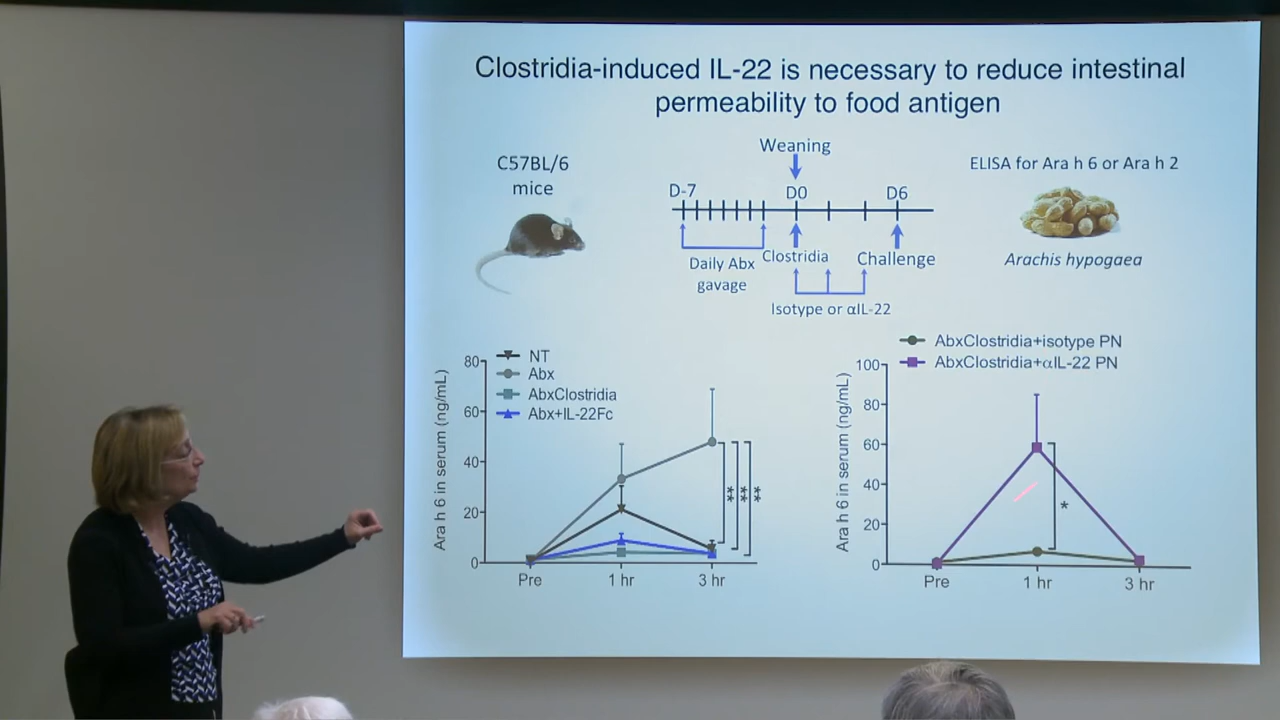 Clostridia-induced IL-22 is necessary to reduce intestinal
permeability to food antigen
C57BL/6
mice
Weaning
D-7
D0
D6
Daily Abx
gavage
Clostridia
Challenge
Isotype or αIL-22
ELISA for Ara h 6 or Ara h 2
Arachis hypogaea
Ara h 6 in serum (ng/mL)
80
60
40
20
0
NT
Abx
AbxClostridia
Abx+IL-22Fc
**
**
**
Pre
1 hr
3 hr
Ara h 6 in serum (ng/mL)
100
80
60
40
20
0
AbxClostridia+isotype PN
AbxClostridia+αIL-22 PN
*
Pre
1 hr
3 hr